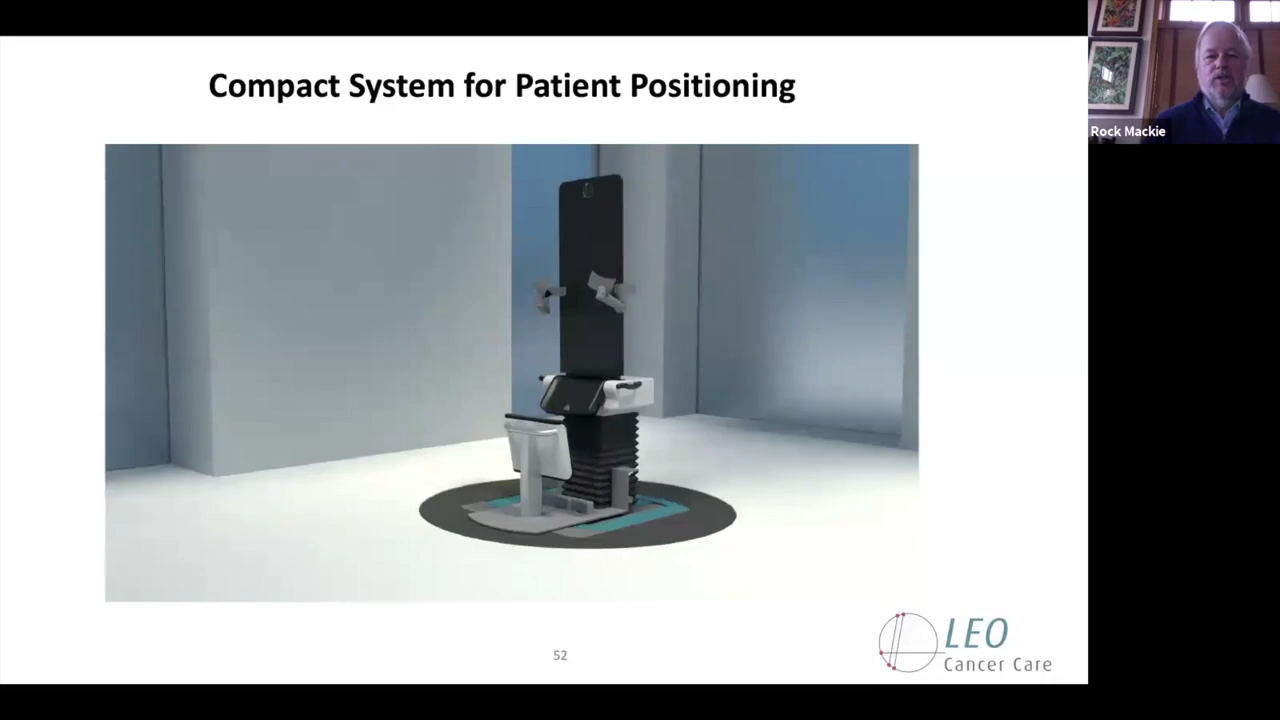 Compact System for Patient Positioning
Rock Mackie
LEO
Cancer Care
52